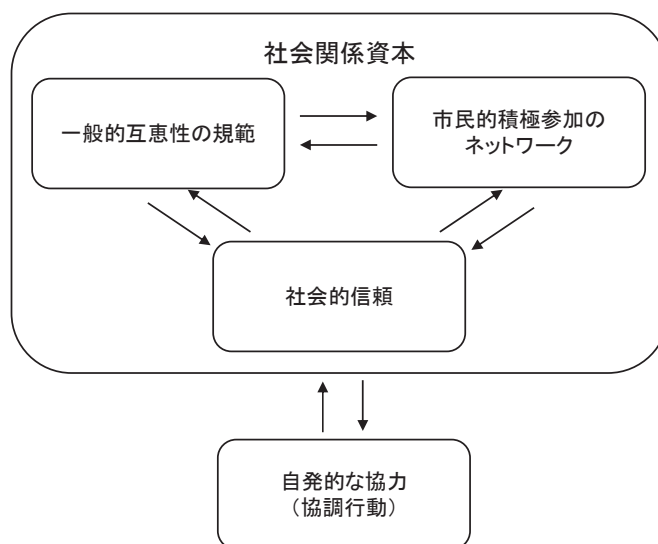 社会関係資本
一般的互恵性の規範
市民的積極参加の
ネットワーク
社会的信頼
自発的な協力
（協調行動）